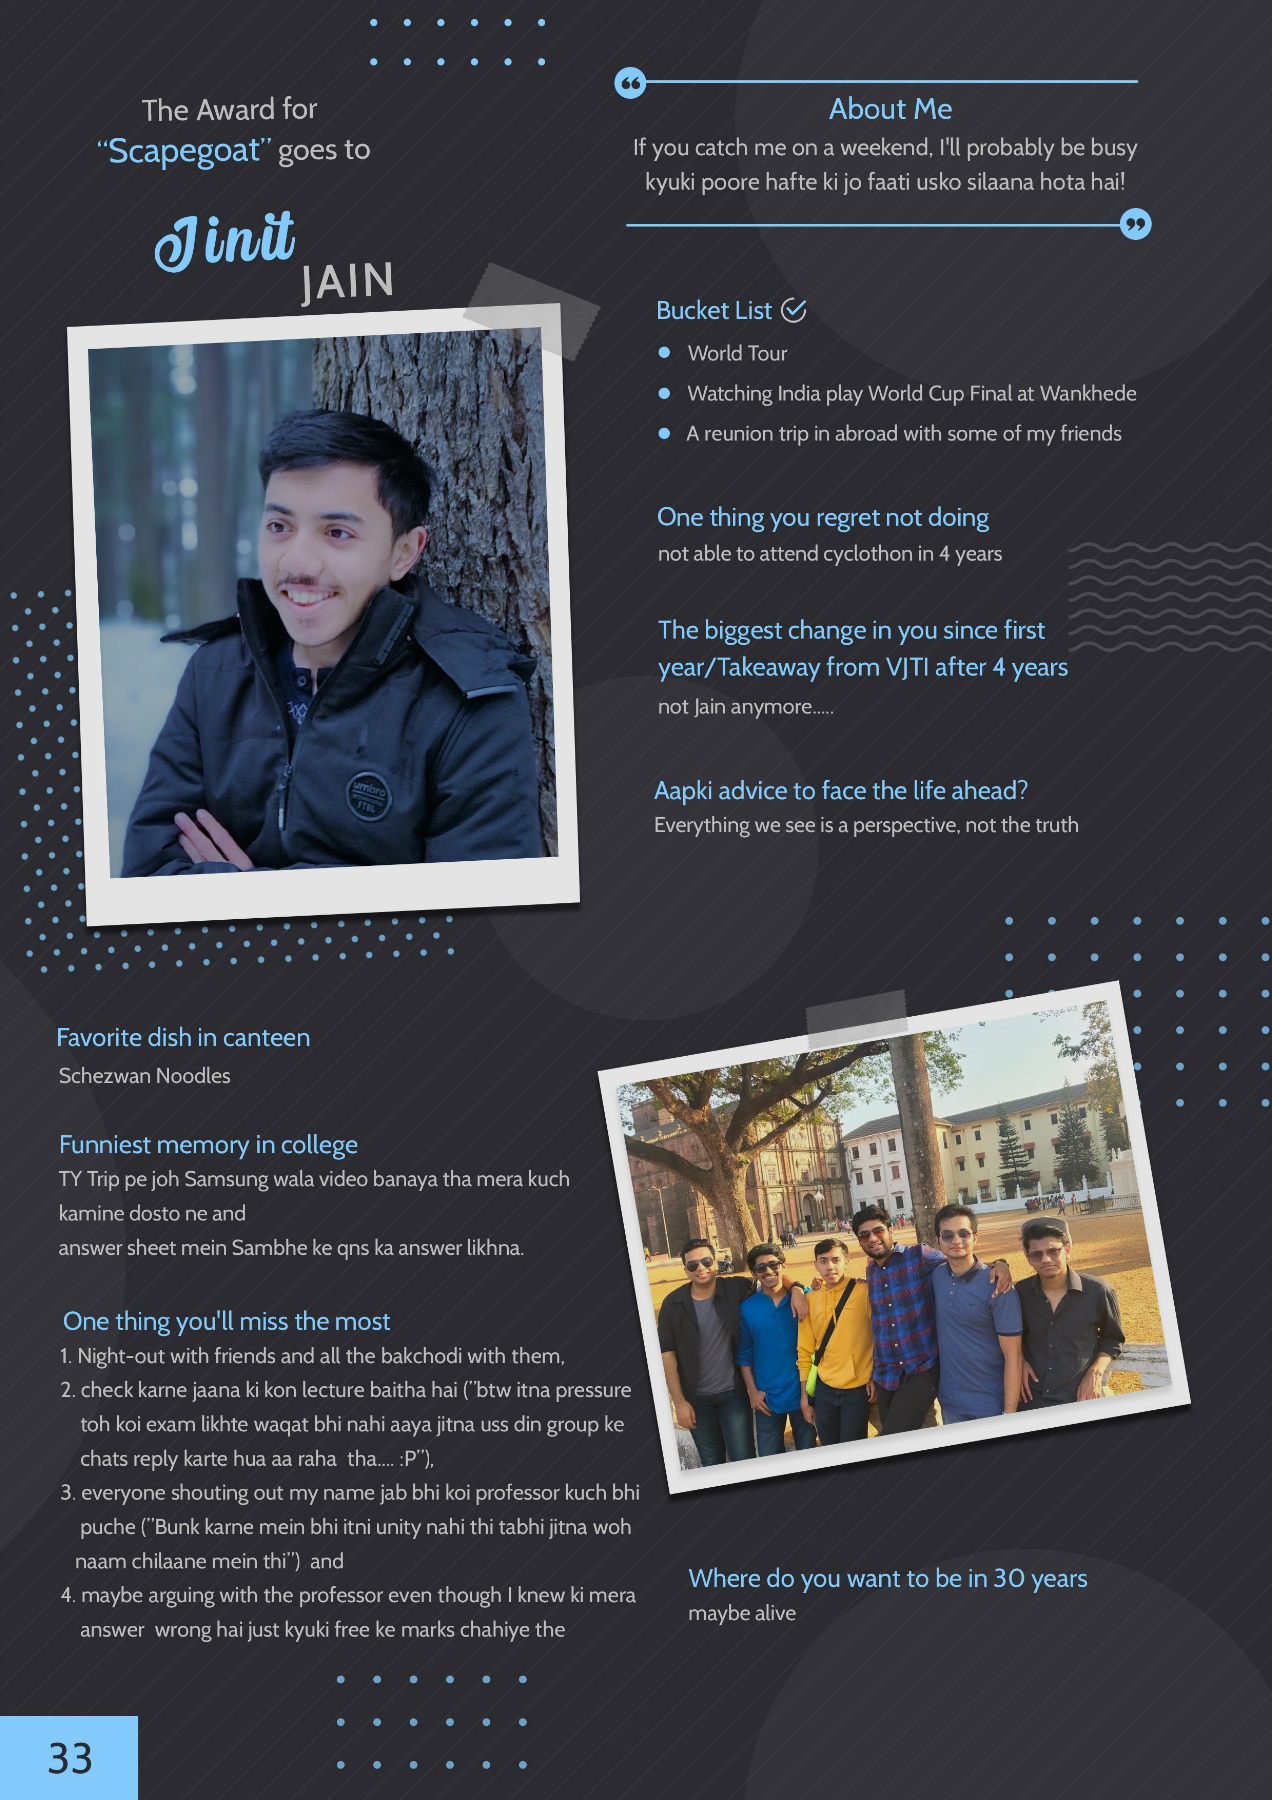 The Award for
“Scapegoat” goes to
Jinit
JAIN
“
About Me
If you catch me on a weekend, I'll probably be busy
kyuki poore hafte ki jo faati usko silaana hota hai!
”
Bucket List
World Tour
Watching India play World Cup Final at Wankhede
A reunion trip in abroad with some of my friends
One thing you regret not doing
not able to attend cyclothon in 4 years
The biggest change in you since first
year/Takeaway from VJTI after 4 years
not Jain anymore.....
Aapki advice to face the life ahead?
Everything we see is a perspective, not the truth
umbro
FTBL
Favorite dish in canteen
Schezwan Noodles
Funniest memory in college
TY Trip pe joh Samsung wala video banaya tha mera kuch
kamine dosto ne and
answer sheet mein Sambhe ke qns ka answer likhna.
One thing you'll miss the most
1. Night-out with friends and all the bakchodi with them,
2. check karne jaana ki kon lecture baitha hai (”btw itna pressure
toh koi exam likhte waqat bhi nahi aaya jitna uss din group ke
chats reply karte hua aa raha tha.... :P”),
3. everyone shouting out my name jab bhi koi professor kuch bhi
puche (”Bunk karne mein bhi itni unity nahi thi tabhi jitna woh
naam chilaane mein thi”) and
4. maybe arguing with the professor even though I knew ki mera
answer wrong hai just kyuki free ke marks chahiye the
Where do you want to be in 30 years
maybe alive
33